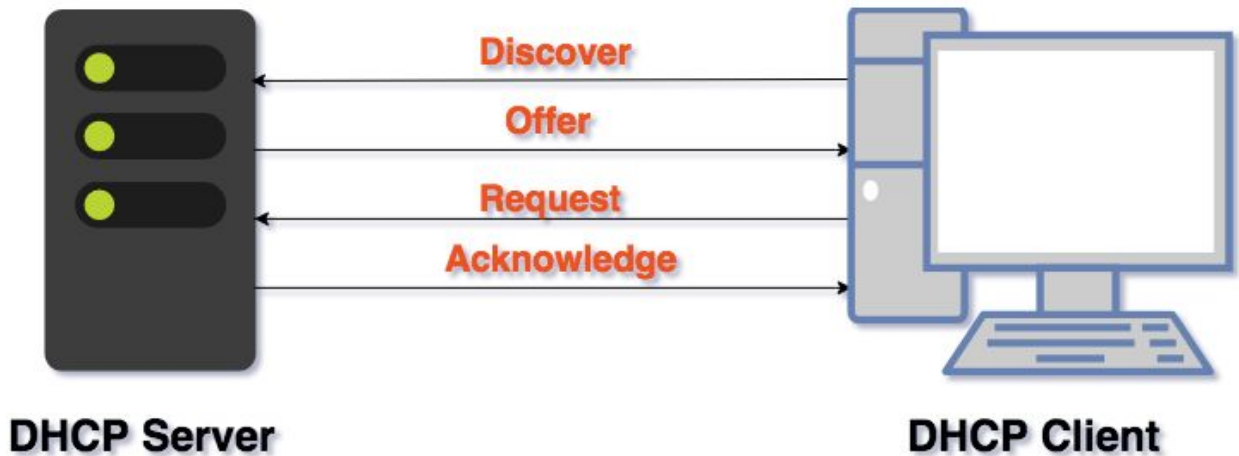 Discover
Offer
Request
Acknowledge
DHCP Server
DHCP Client